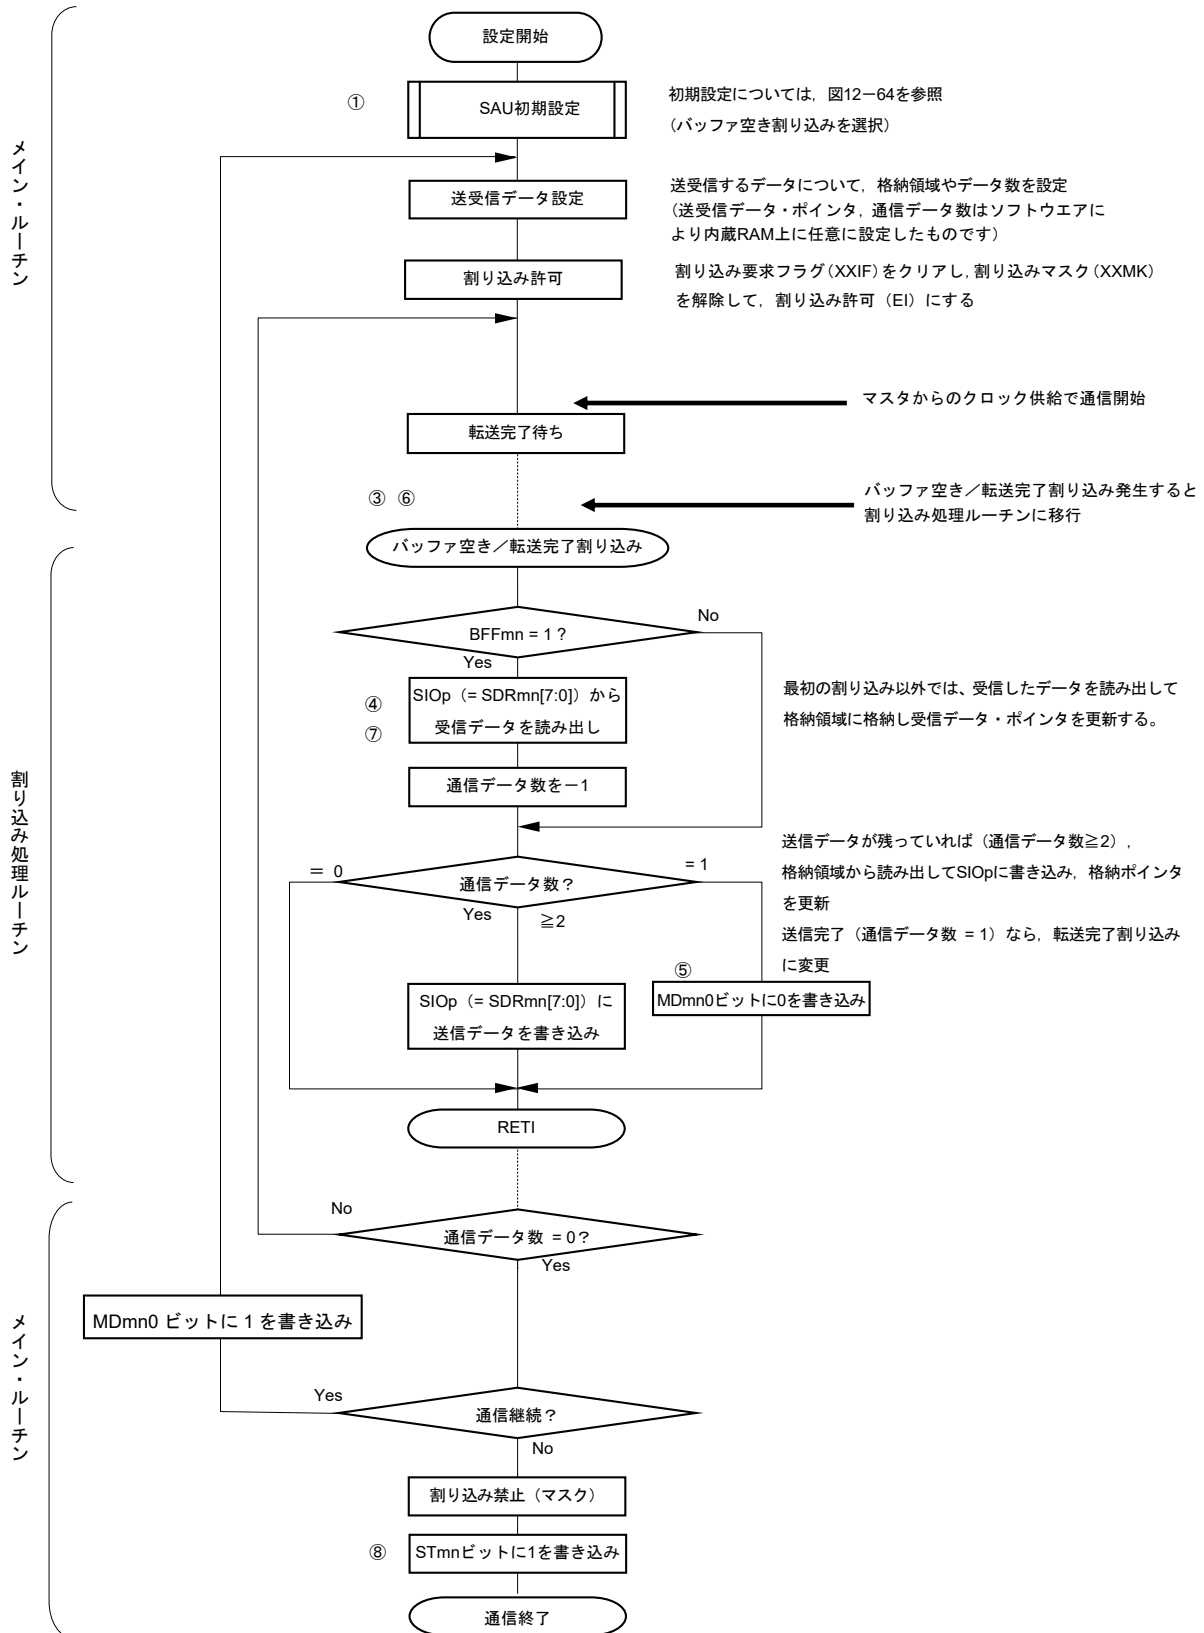 設定開始
①
SAU初期設定
初期設定については，図12－64を参照
（バッファ空き割り込みを選択）
メイン・ルーチン
送受信データ設定
送受信するデータについて，格納領域やデータ数を設定
（送受信データ・ポインタ，通信データ数はソフトウエアに
より内蔵RAM上に任意に設定したものです）
割り込み許可
割り込み要求フラグ（XXIF）をクリアし，割り込みマスク（XXMK）
を解除して，割り込み許可（EI）にする
マスタからのクロック供給で通信開始
転送完了待ち
③ ⑥
バッファ空き／転送完了割り込み発生すると
割り込み処理ルーチンに移行
バッファ空き／転送完了割り込み
BFFmn = 1？
No
Yes
④
⑦
SIOp（= SDRmn[7:0]）から
受信データを読み出し
最初の割り込み以外では、受信したデータを読み出して
格納領域に格納し受信データ・ポインタを更新する。
通信データ数を－1
割り込み処理ルーチン
送信データが残っていれば（通信データ数≧2），
格納領域から読み出してSIOpに書き込み，格納ポインタ
を更新
送信完了（通信データ数 = 1）なら，転送完了割り込み
に変更
＝ 0
通信データ数？
= 1
Yes
≧2
⑤
SIOp（= SDRmn[7:0]）に
送信データを書き込み
MDmn0ビットに0を書き込み
RETI
No
通信データ数 = 0？
Yes
MDmn0 ビットに 1 を書き込み
メイン・ルーチン
Yes
通信継続？
No
割り込み禁止（マスク）
⑧
STmnビットに1を書き込み
通信終了